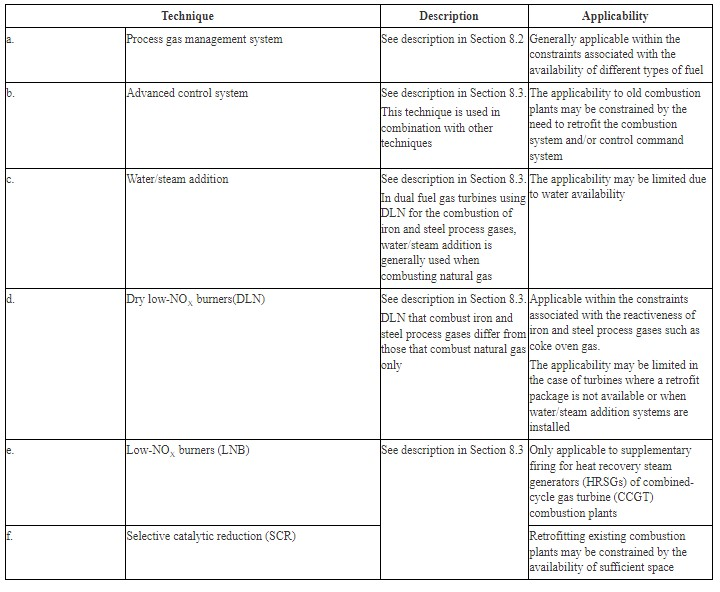 Technique
Description
Applicability
a.
Process gas management system
See description in Section 8.2
Generally applicable within the
constraints associated with the
availability of different types of fuel
b.
Advanced control system
See description in Section 8.3.
This technique is used in
combination with other
techniques
The applicability to old combustion
plants may be constrained by the
need to retrofit the combustion
system and/or control command
system
c.
Water/steam addition
See description in Section 8.3.
In dual fuel gas turbines using
DLN for the combustion of
iron and steel process gases,
water/steam addition is
generally used when
combusting natural gas
The applicability may be limited due
to water availability
d.
Dry low-NOX burners(DLN)
See description in Section 8.3.
DLN that combust iron and
steel process gases differ from
those that combust natural gas
only
Applicable within the constraints
associated with the reactiveness of
iron and steel process gases such as
coke oven gas.
The applicability may be limited in
the case of turbines where a retrofit
package is not available or when
water/steam addition systems are
installed
e.
Low-NOX burners (LNB)
See description in Section 8.3
Only applicable to supplementary
firing for heat recovery steam
generators (HRSGs) of combined-
cycle gas turbine (CCGT)
combustion plants
f.
Selective catalytic reduction (SCR)
Retrofitting existing combustion
plants may be constrained by the
availability of sufficient space